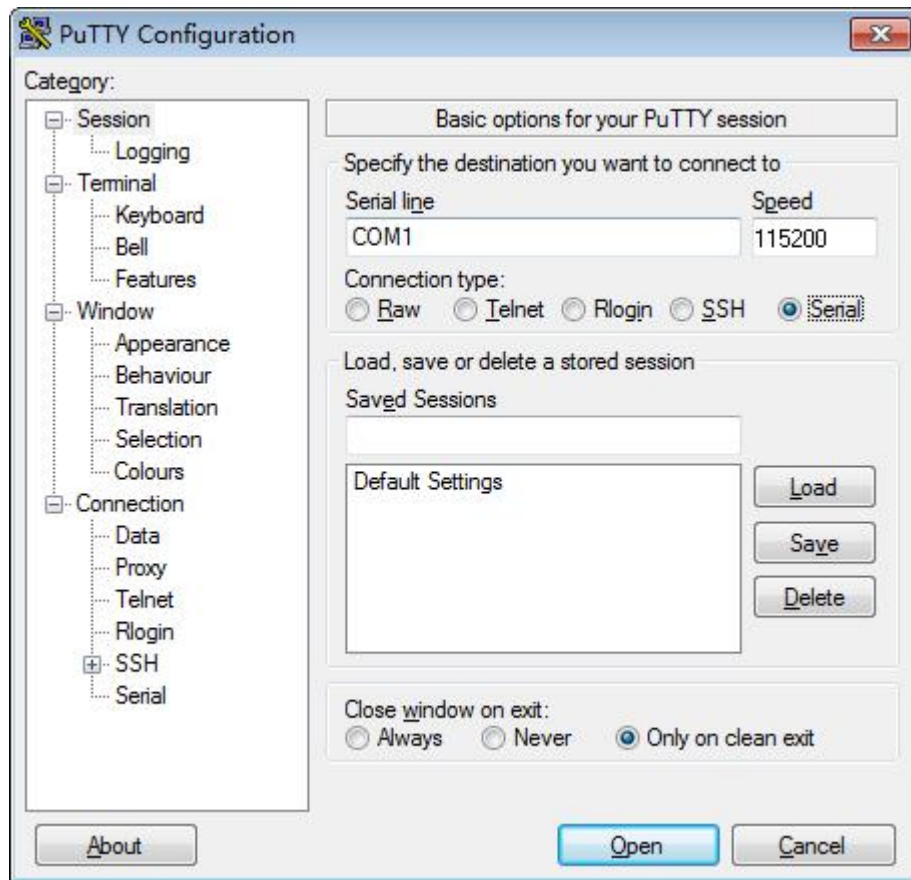 PuTTY Configuration
Category:
Session
Logging
Terminal
Keyboard
Bell
Features
Window
Appearance
Behaviour
Translation
Selection
Colours
Connection
Data
Proxy
Telnet
Rlogin
SSH
Serial
Basic options for your PuTTY session
Specify the destination you want to connect to
Serial line Speed
COM1 115200
Connection type:
Raw Telnet Rlogin SSH Serial
Load, save or delete a stored session
Saved Sessions
Default Settings
Load
Save
Delete
Close window on exit:
Always Never Only on clean exit
About Open Cancel